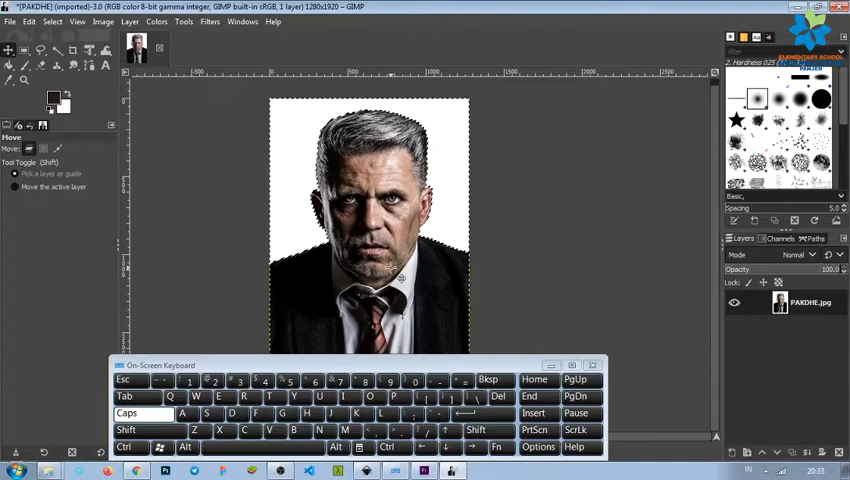 *[PAKDHE] (imported)-3.0 (RGB color 8-bit gamma integer, GIMP built-in sRGB, 1 layer) 1280x1920 – GIMP
File Edit Select View Image Layer Colors Tools Filters Windows Help
ELEMENTARY SCHOOL
filter
2. Hardness 025
Move
Move:
Tool Toggle (Shift)
Pick a layer or guide
Move the active layer
Basic,
Spacing 5.0
Layers Channels Paths
Mode Normal
Opacity 100.0
Lock:
PAKDHE.jpg
On-Screen Keyboard
Esc ! 1 @ 2 # 3 $ 4 % 5 ^ 6 & 7 * 8 ( 9 ) 0 _ - + = Bksp Home PgUp
Tab Q W E R T Y U I O P { [ } ] | \ Del End PgDn
Caps A S D F G H J K L : ; " ' Insert Pause
Shift Z X C V B N M < , > . ? / ↑ Shift PrtScn ScrLk
Ctrl Alt Alt Ctrl ← ↓ → Fn Options Help
IN 20:33